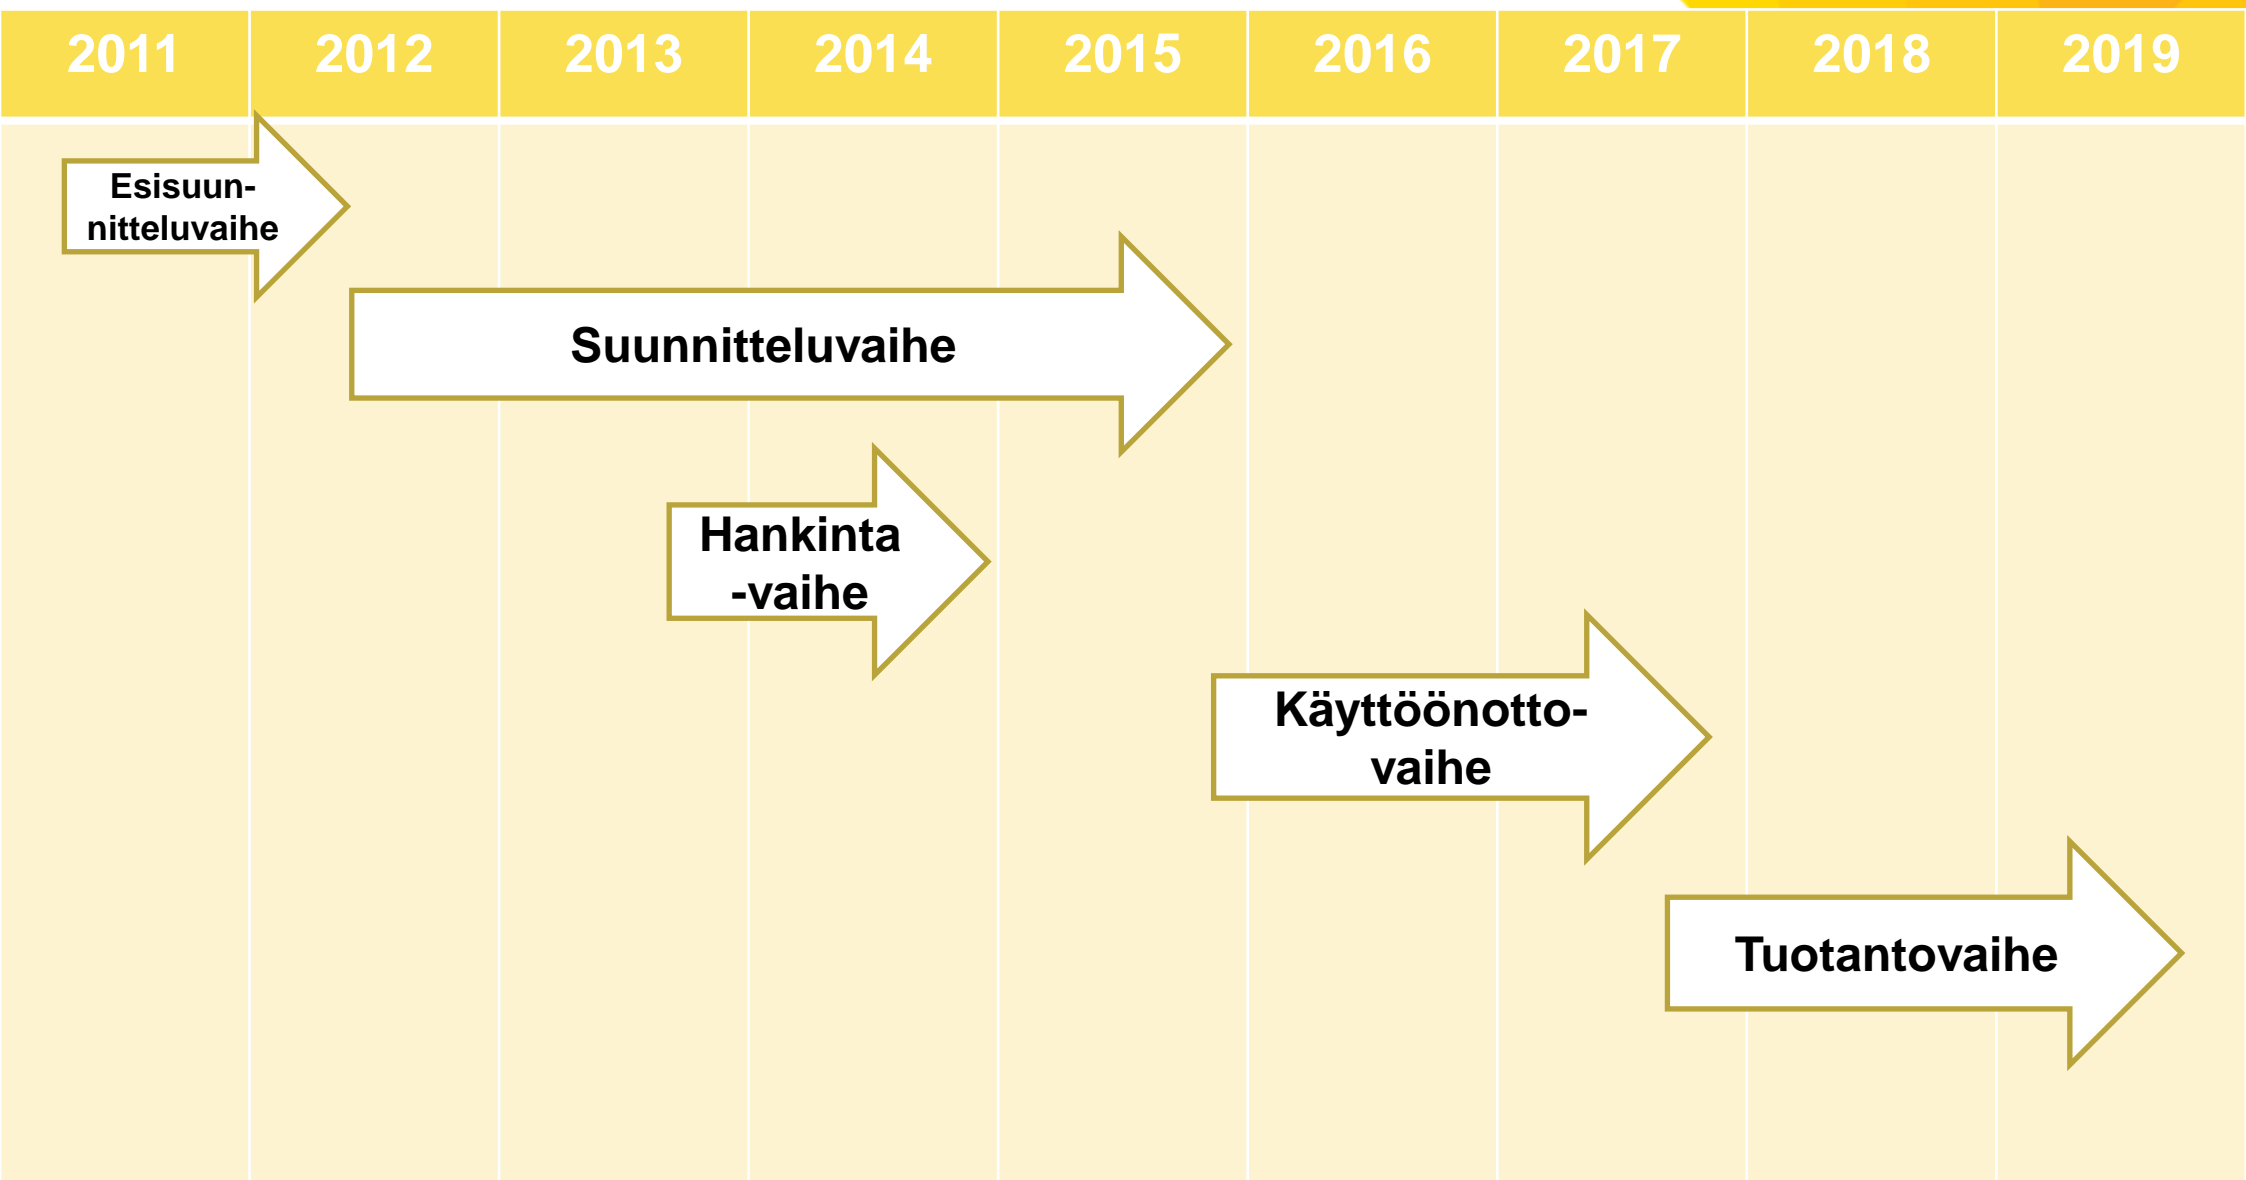 2011 2012 2013 2014 2015 2016 2017 2018 2019
Esisuun-
nitteluvaihe
Suunnitteluvaihe
Hankinta
-vaihe
Käyttöönotto-
vaihe
Tuotantovaihe